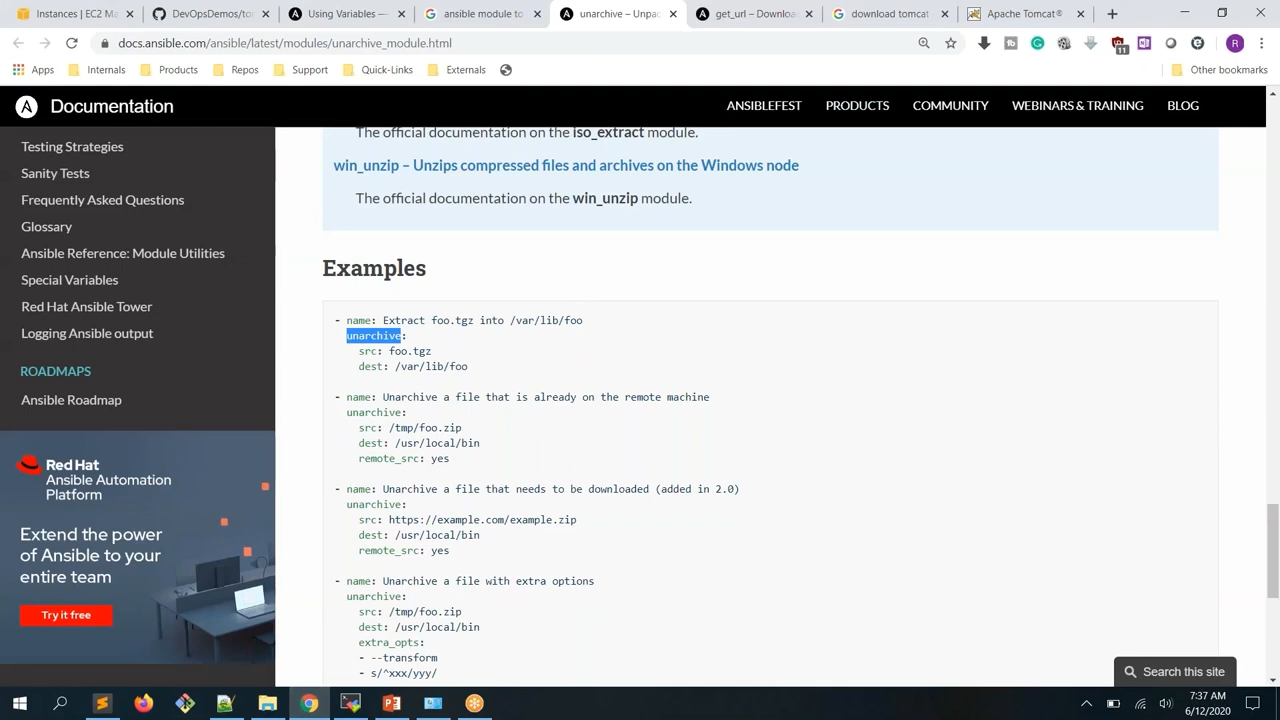 Instances | EC2 Ma
DevOpsDemos/tom
Using Variables —
ansible module to
unarchive – Unpac
get_url – Downloa
download tomcat
Apache Tomcat®
docs.ansible.com/ansible/latest/modules/unarchive_module.html
11
R
Apps
Internals
Products
Repos
Support
Quick-Links
Externals
Other bookmarks
Documentation
ANSIBLEFEST
PRODUCTS
COMMUNITY
WEBINARS & TRAINING
BLOG
Testing Strategies
Sanity Tests
Frequently Asked Questions
Glossary
Ansible Reference: Module Utilities
Special Variables
Red Hat Ansible Tower
Logging Ansible output
ROADMAPS
Ansible Roadmap
Red Hat
Ansible Automation
Platform
Extend the power
of Ansible to your
entire team
Try it free
The official documentation on the iso_extract module.
win_unzip – Unzips compressed files and archives on the Windows node
The official documentation on the win_unzip module.
Examples
- name: Extract foo.tgz into /var/lib/foo
unarchive:
src: foo.tgz
dest: /var/lib/foo
- name: Unarchive a file that is already on the remote machine
unarchive:
src: /tmp/foo.zip
dest: /usr/local/bin
remote_src: yes
- name: Unarchive a file that needs to be downloaded (added in 2.0)
unarchive:
src: https://example.com/example.zip
dest: /usr/local/bin
remote_src: yes
- name: Unarchive a file with extra options
unarchive:
src: /tmp/foo.zip
dest: /usr/local/bin
extra_opts:
- --transform
- s/^xxx/yyy/
Search this site
7:37 AM
6/12/2020